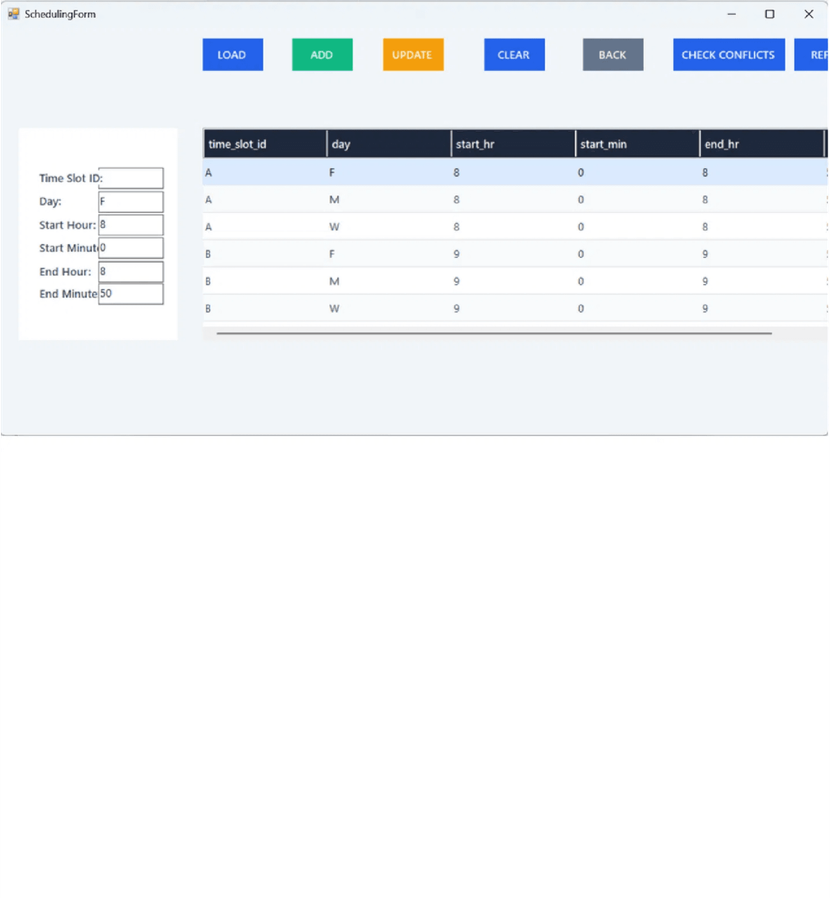 SchedulingForm
LOAD ADD UPDATE CLEAR BACK CHECK CONFLICTS
time_slot_id day start_hr start_min end_hr
Time Slot ID:
Day: F
Start Hour: 8
Start Minut 0
End Hour: 8
End Minute 50
A F 8 0 8
A M 8 0 8
A W 8 0 8
B F 9 0 9
B M 9 0 9
B W 9 0 9